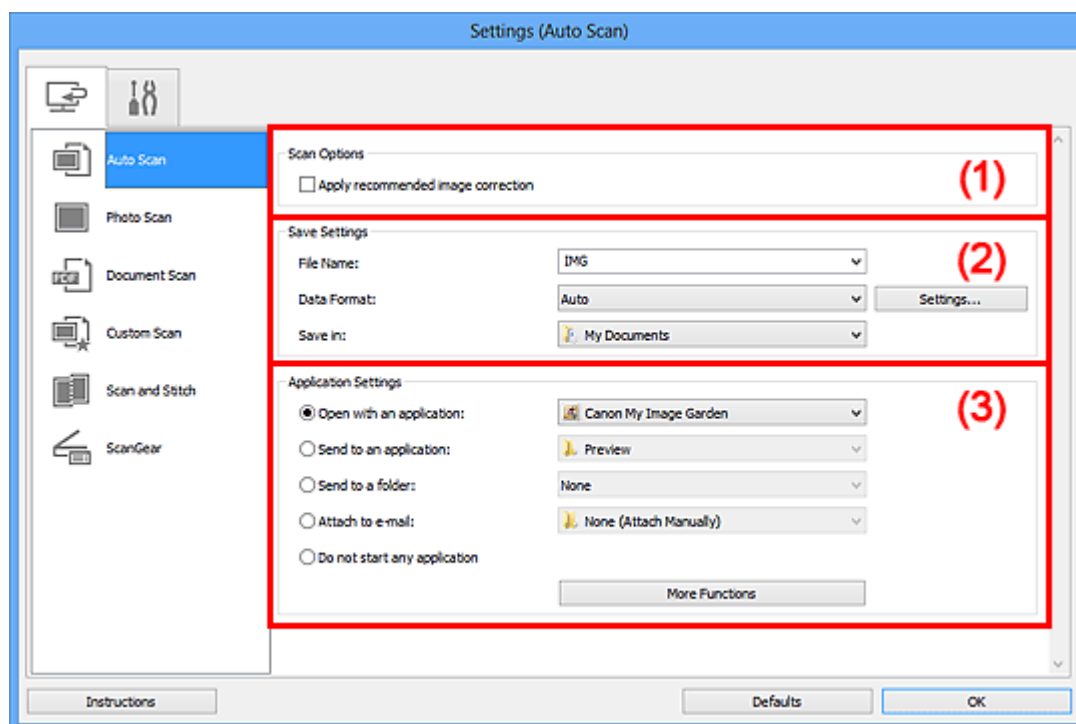 Settings (Auto Scan)
Auto Scan
Photo Scan
Document Scan
Custom Scan
Scan and Stitch
ScanGear
Scan Options
Apply recommended image correction
(1)
Save Settings
(2)
File Name: IMG
Data Format: Auto Settings...
Save in: My Documents
Application Settings
(3)
Open with an application: Canon My Image Garden
Send to an application: Preview
Send to a folder: None
Attach to e-mail: None (Attach Manually)
Do not start any application
More Functions
Instructions Defaults OK